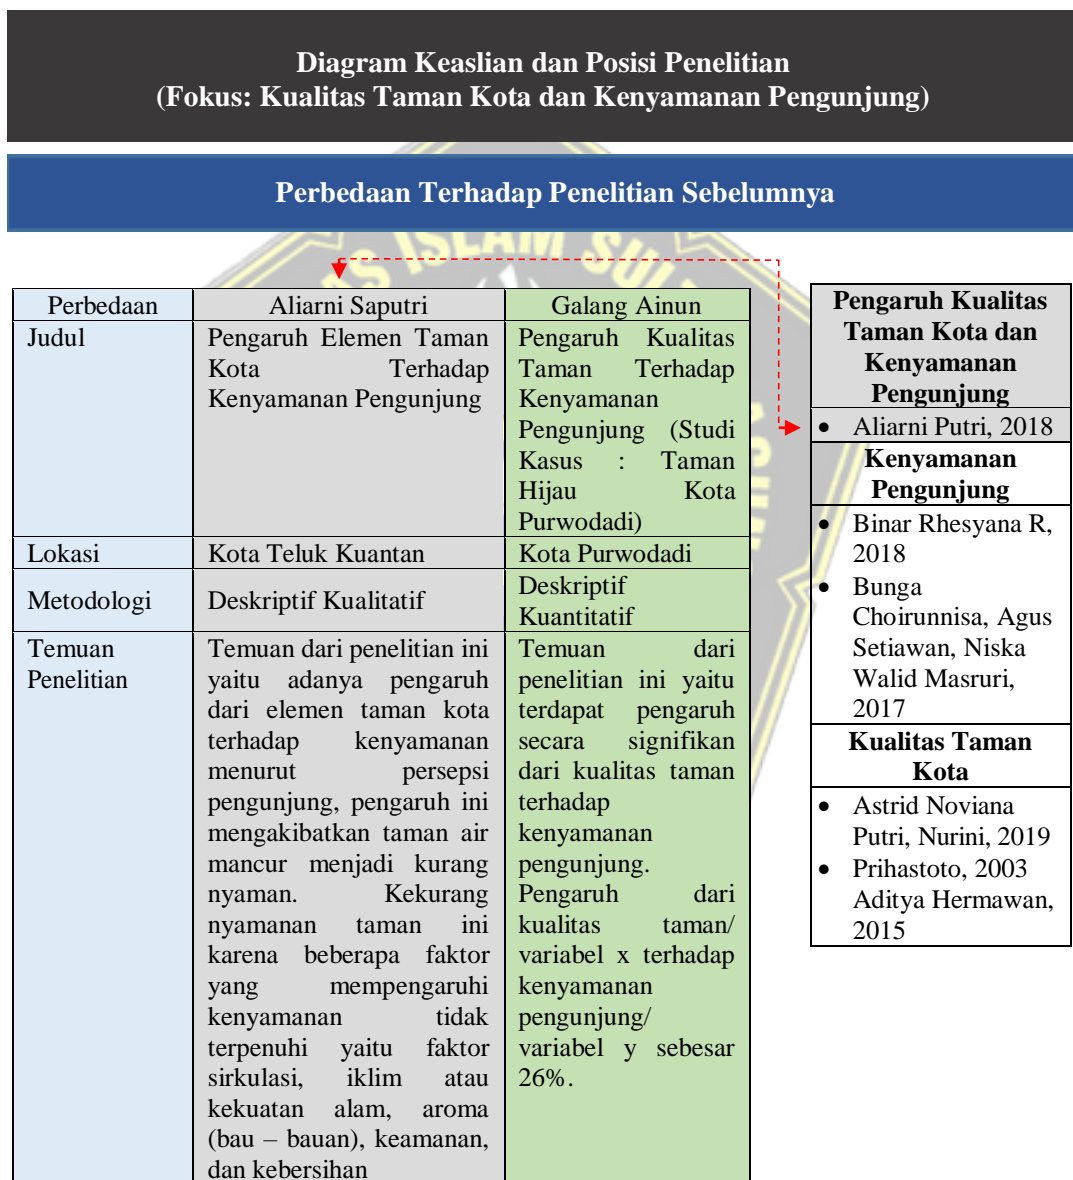 Diagram Keaslian dan Posisi Penelitian
(Fokus: Kualitas Taman Kota dan Kenyamanan Pengunjung)
Perbedaan Terhadap Penelitian Sebelumnya
ISLAM SUL
Perbedaan
Aliarni Saputri
Galang Ainun
Judul
Pengaruh Elemen Taman
Kota Terhadap
Kenyamanan Pengunjung
Pengaruh Kualitas
Taman Terhadap
Kenyamanan
Pengunjung (Studi
Kasus : Taman
Hijau Kota
Purwodadi)
Lokasi
Kota Teluk Kuantan
Kota Purwodadi
Metodologi
Deskriptif Kualitatif
Deskriptif
Kuantitatif
Temuan
Penelitian
Temuan dari penelitian ini
yaitu adanya pengaruh
dari elemen taman kota
terhadap kenyamanan
menurut persepsi
pengunjung, pengaruh ini
mengakibatkan taman air
mancur menjadi kurang
nyaman. Kekurang
nyamanan taman ini
karena beberapa faktor
yang mempengaruhi
kenyamanan tidak
terpenuhi yaitu faktor
sirkulasi, iklim atau
kekuatan alam, aroma
(bau – bauan), keamanan,
dan kebersihan
Temuan dari
penelitian ini yaitu
terdapat pengaruh
secara signifikan
dari kualitas taman
terhadap
kenyamanan
pengunjung.
Pengaruh dari
kualitas taman/
variabel x terhadap
kenyamanan
pengunjung/
variabel y sebesar
26%.
Pengaruh Kualitas
Taman Kota dan
Kenyamanan
Pengunjung
• Aliarni Putri, 2018
Kenyamanan
Pengunjung
• Binar Rhesyana R,
2018
• Bunga
Choirunnisa, Agus
Setiawan, Niska
Walid Masruri,
2017
Kualitas Taman
Kota
• Astrid Noviana
Putri, Nurini, 2019
• Prihastoto, 2003
Aditya Hermawan,
2015